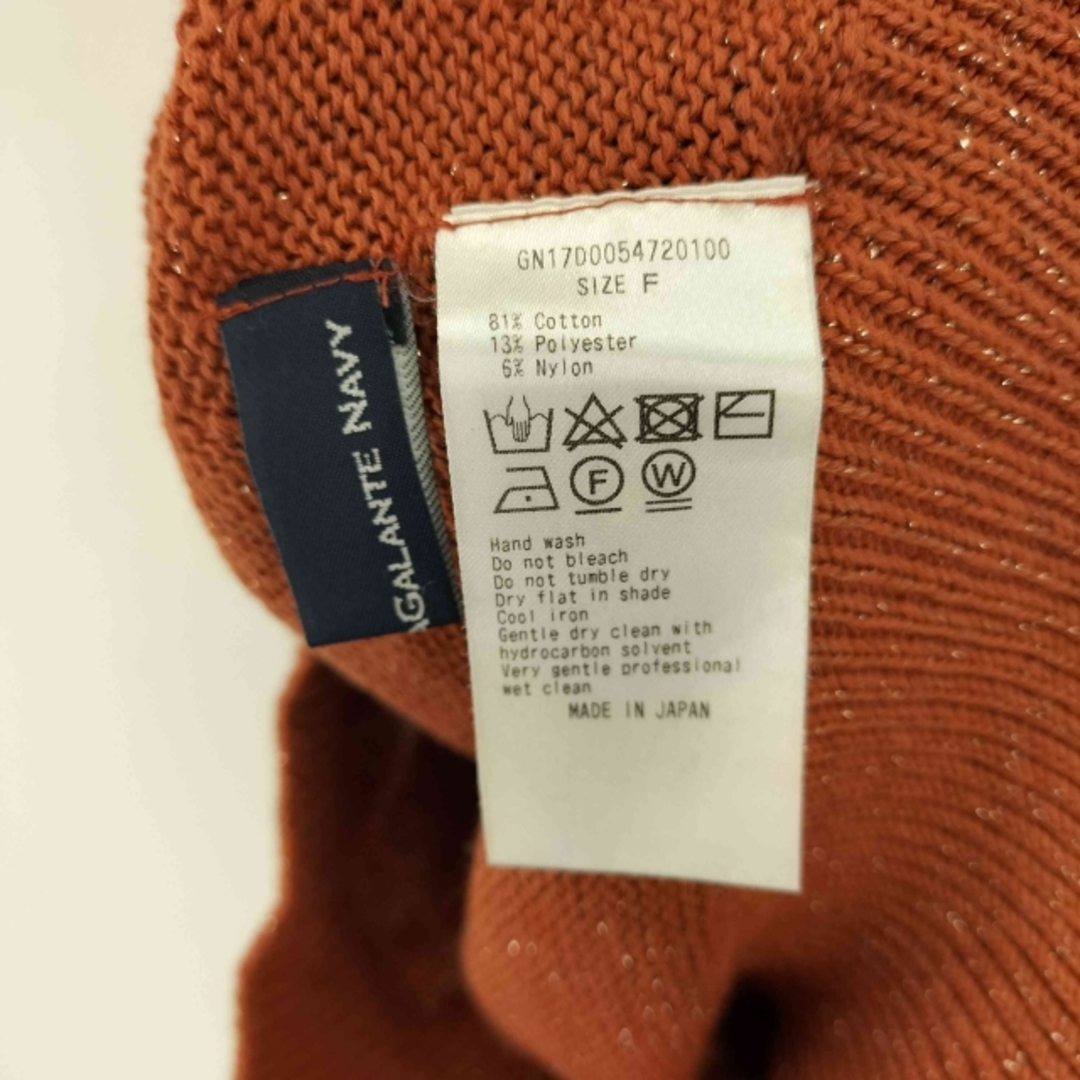 GN17D0054720100
SIZE F
81% Cotton
13% Polyester
6% Nylon
F W
Hand wash
Do not bleach
Do not tumble dry
Dry flat in shade
Cool iron
Gentle dry clean with
hydrocarbon solvent
Very gentle professional
wet clean
MADE IN JAPAN
GALANTE NAVY